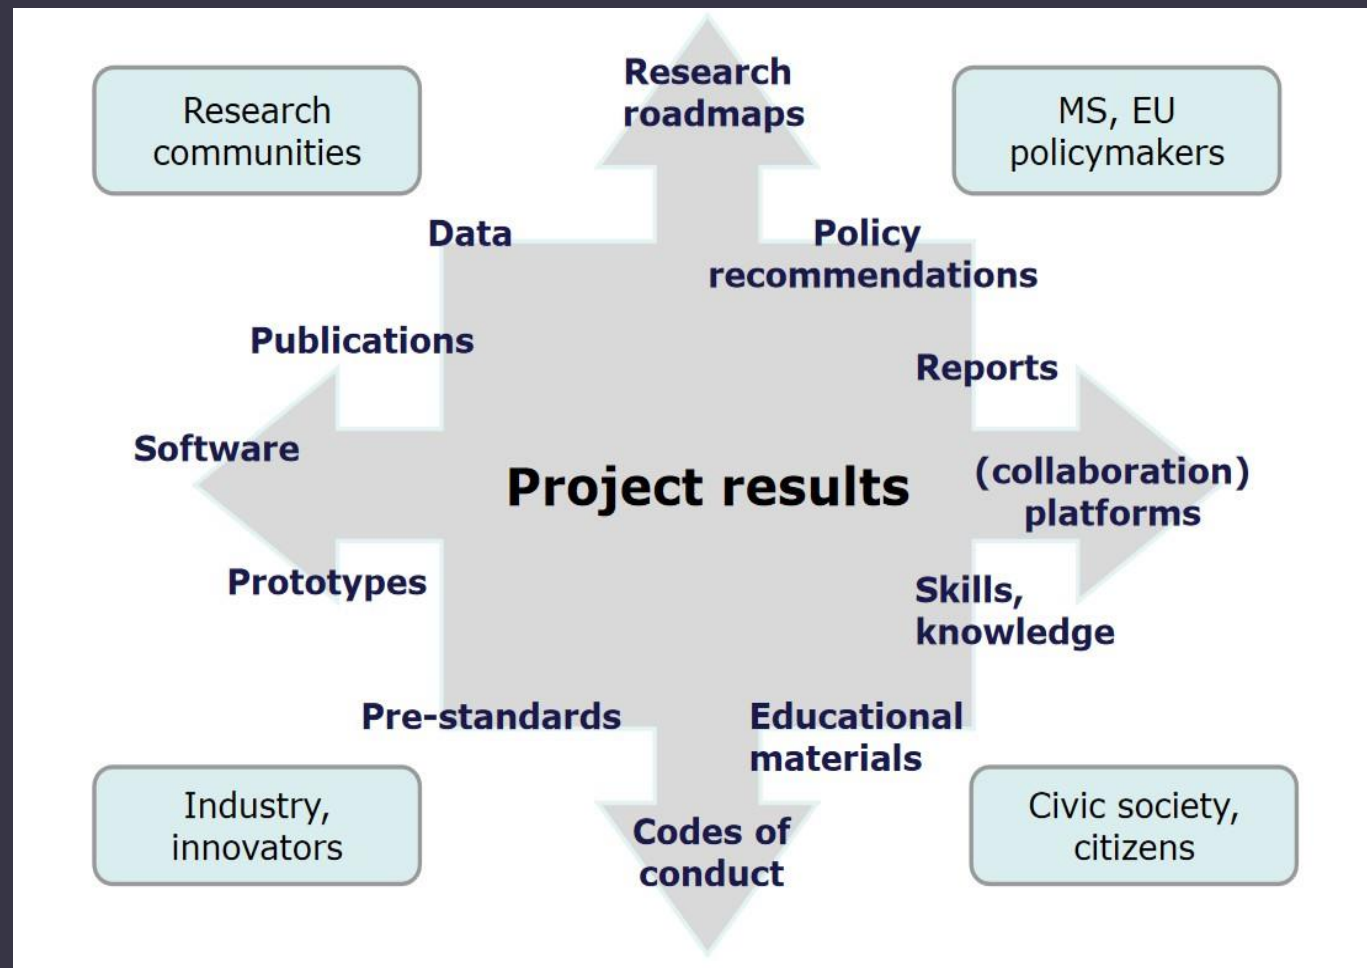 Research
roadmaps
Research
communities
MS, EU
policymakers
Data
Policy
recommendations
Publications
Reports
Software
Project results
(collaboration)
platforms
Prototypes
Skills,
knowledge
Pre-standards
Educational
materials
Industry,
innovators
Codes of
conduct
Civic society,
citizens